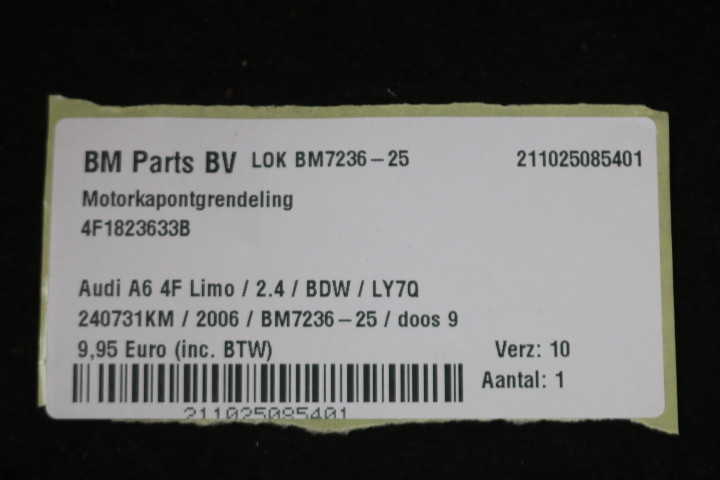 BM Parts BV LOK BM7236-25 211025085401
Motorkapontgrendeling
4F1823633B
Audi A6 4F Limo / 2.4 / BDW / LY7Q
240731KM / 2006 / BM7236-25 / doos 9
9,95 Euro (inc. BTW) Verz: 10
Aantal: 1
211025085401